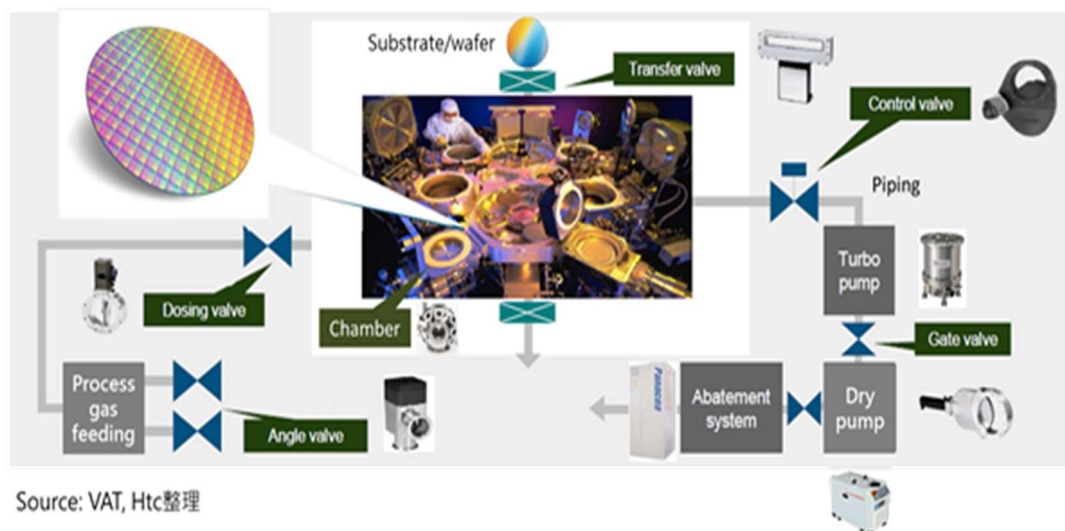 Substrate/wafer
Transfer valve
Control valve
Piping
Turbo
pump
Dosing valve
Chamber
Gate valve
Process
gas
feeding
Angle valve
Panacea
Abatement
system
Dry
pump
Source: VAT, Htc整理